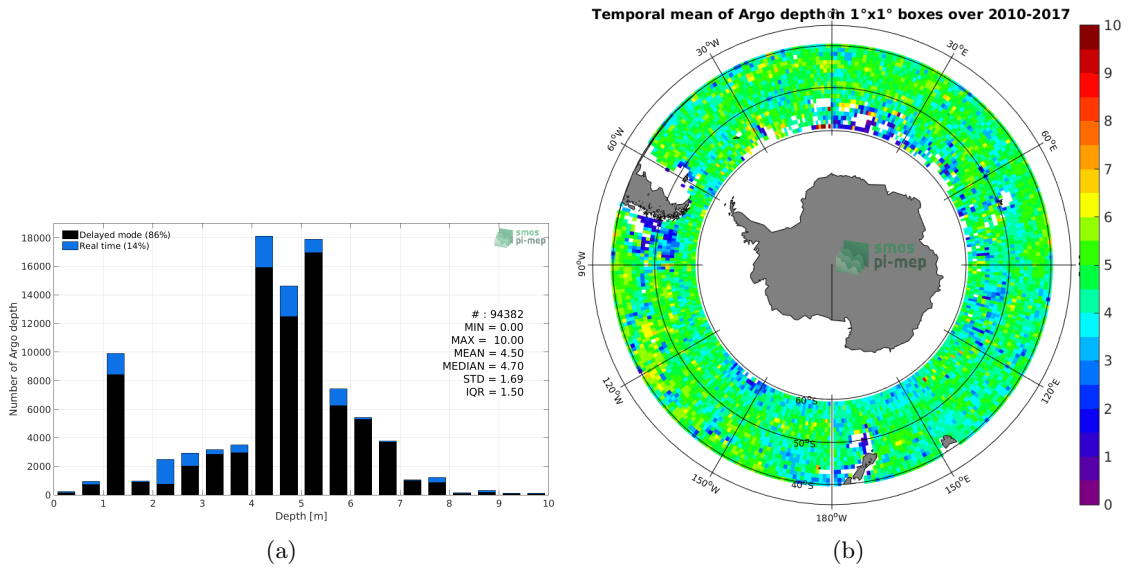 Delayed mode (86%)
Real time (14%)
smos
pi-mep
18000
16000
14000
12000
10000
8000
6000
4000
2000
0
Number of Argo depth
# : 94382
MIN = 0.00
MAX = 10.00
MEAN = 4.50
MEDIAN = 4.70
STD = 1.69
IQR = 1.50
0 1 2 3 4 5 6 7 8 9 10
Depth [m]
(a)
Temporal mean of Argo depth in 1°x1° boxes over 2010-2017
0°
30°W
30°E
60°W
60°E
90°W
smos
pi-mep
120°W
120°E
60°S
50°S
40°S
150°W
150°E
180°W
10
9
8
7
6
5
4
3
2
1
0
(b)